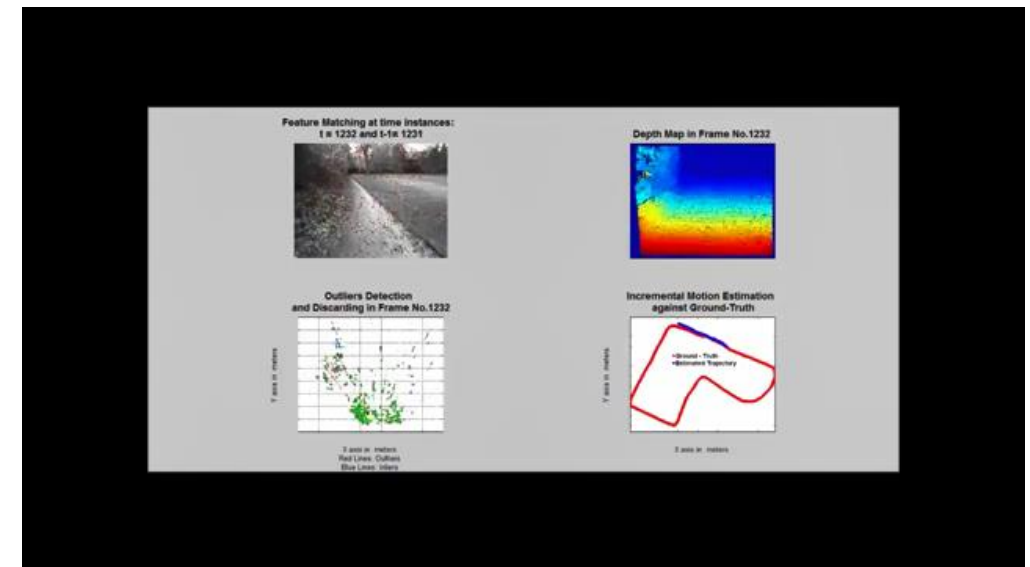 Feature Matching at time instances:
t = 1232 and t-1= 1231
Depth Map in Frame No.1232
Outliers Detection
and Discarding in Frame No.1232
Y axis in meters
X axis in meters
Red Lines: Outliers
Blue Lines: Inliers
Incremental Motion Estimation
against Ground-Truth
Ground - Truth
Estimated Trajectory
Y axis in meters
X axis in meters